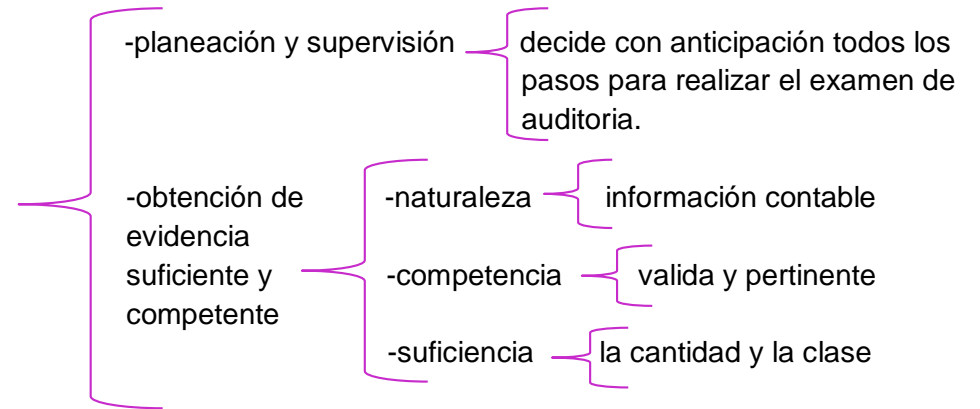 -planeación y supervisión
decide con anticipación todos los
pasos para realizar el examen de
auditoria.
-obtención de
evidencia
suficiente y
competente
-naturaleza
información contable
-competencia
valida y pertinente
-suficiencia
la cantidad y la clase